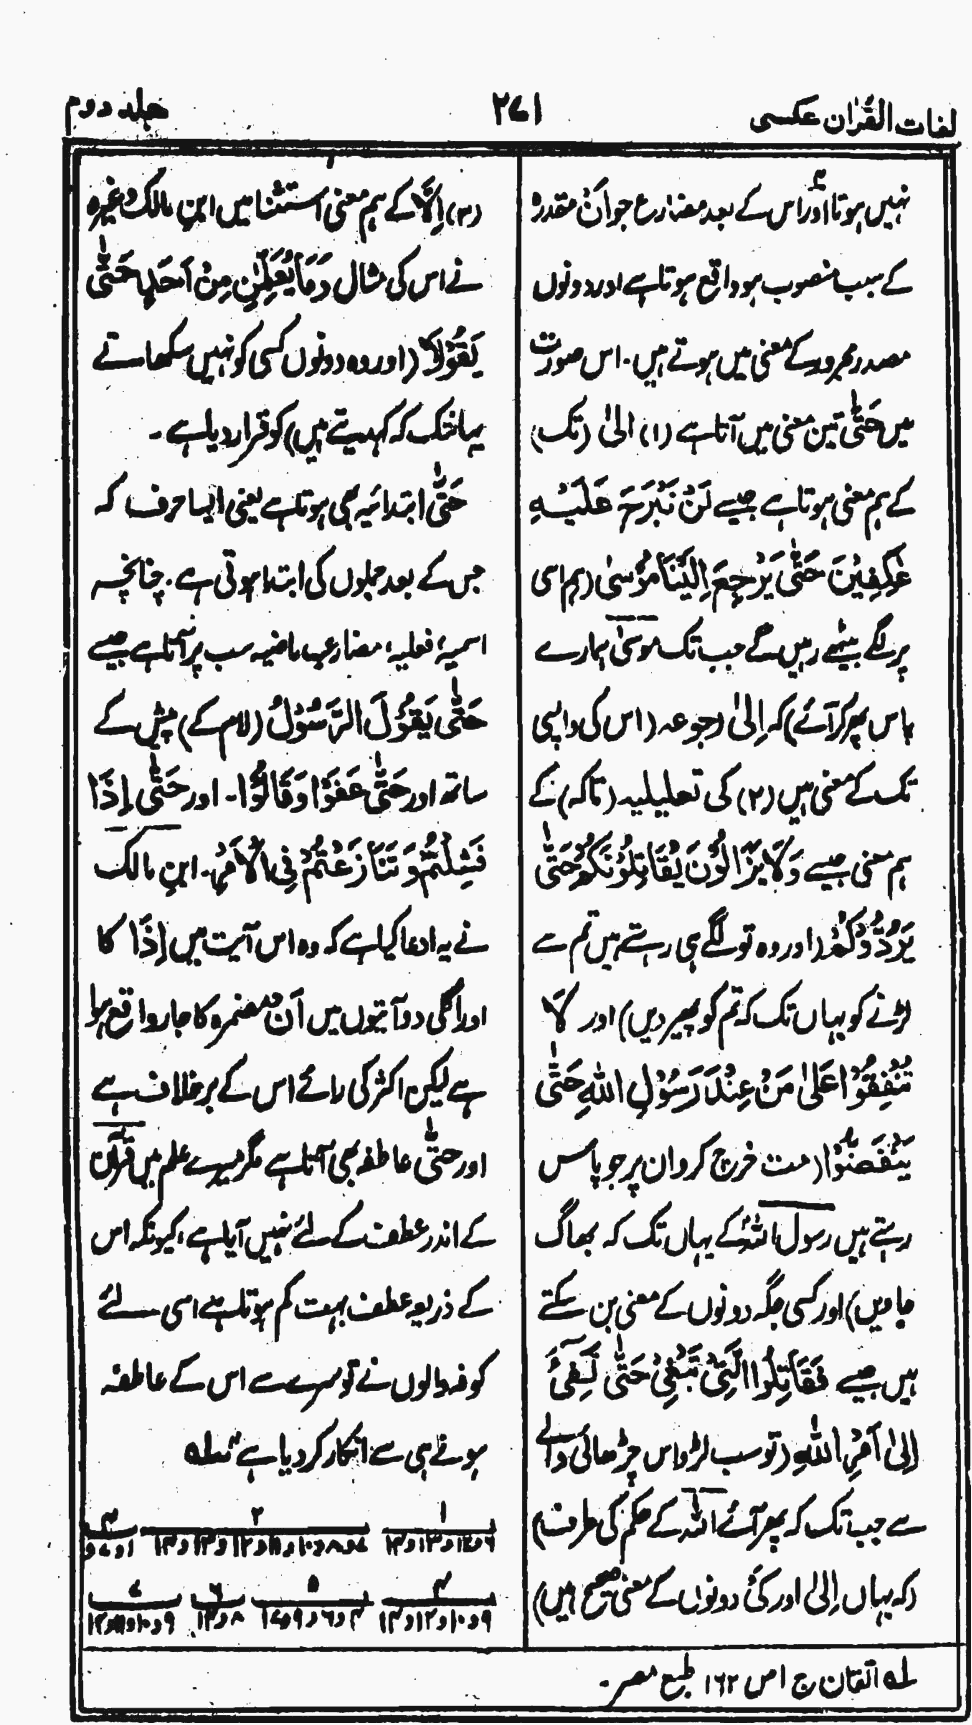 لغات القرآن عکسی
۲۷۱
جلد دوم
نہیں ہوتا اور اس کے بعد مضارع جو اَنْ مقدرہ
کے سبب منصوب ہو واقع ہوتا ہے اور دونوں
مصدر مجرور کے معنی میں ہوتے ہیں۔ اس صورت
میں حَتّٰی تین معنی میں آتا ہے (۱) الیٰ (تک)
کے ہم معنی ہوتا ہے جیسے لَنْ نَّبْرَحَ عَلَیْہِ
عٰکِفِیْنَ حَتّٰی یَرْجِعَ اِلَیْنَا مُوْسٰی (ہم اسی
پر لگے بیٹھے رہیں گے جب تک موسیٰ ہمارے
پاس پھر کر آئے) کہ اِلیٰ رجوعہ (اس کی واپسی
تک کے معنی ہیں (۲) کی تعلیلیہ (تاکہ) کے
ہم معنی جیسے وَلَا یَزَالُوْنَ یُقَاتِلُوْنَکُمْ حَتّٰی
یَرُدُّوْکُمْ (اور وہ تو لگے ہی رہتے ہیں تم سے
لڑنے کو یہاں تک کہ تم کو پھیر دیں) اور لَا
تُنْفِقُوْا عَلٰی مَنْ عِنْدَ رَسُوْلِ اللّٰہِ حَتّٰی
یَنْفَضُّوْا (مت خرچ کرو ان پر جو پاس
رہتے ہیں رسول اللہ کے یہاں تک کہ بھاگ
جاویں) اور کسی جگہ دونوں کے معنی بن سکتے
ہیں جیسے فَقَاتِلُوا الَّتِیْ تَبْغِیْ حَتّٰی تَفِیْٓءَ
اِلیٰ اَمْرِ اللّٰہِ (تو سب لڑو اس چڑھائی والے
سے جب تک کہ پھر آئے اللہ کے حکم کی طرف)
کہ یہاں اِلیٰ اور کَیْ دونوں کے معنی صحیح ہیں)
(۳) اِلَّا کے ہم معنی استثنا میں ابنِ مالک وغیرہ
نے اس کی مثال وَمَا یُعَلِّمٰنِ مِنْ اَحَدٍ حَتّٰی
یَقُوْلَا (اور وہ دونوں کسی کو نہیں سکھاتے
یہانتک کہ کہدیتے ہیں) کو قرار دیا ہے۔
حَتّٰی ابتدائیہ بھی ہوتا ہے یعنی ایسا حرف کہ
جس کے بعد جملوں کی ابتدا ہوتی ہے۔ چنانچہ
اسمیہ، فعلیہ، مضارع، ماضیہ سب پر آتا ہے جیسے
حَتّٰی یَقُوْلُ الرَّسُوْلُ (لام کے) پیش کے
ساتھ اور حَتّٰی عَفَوْا وَقَالُوْا۔ اور حَتّٰی اِذَا
فَشِلْتُمْ وَتَنَازَعْتُمْ فِی الْاَمْرِ۔ ابنِ مالک
نے یہ ادعا کیا ہے کہ وہ اس آیت میں اِذَا کا
اور اگلی دو آیتوں میں اَنْ مضمرہ کا جار واقع ہوا
ہے لیکن اکثر کی رائے اس کے برخلاف ہے
اور حتّٰی عاطفہ بھی آتا ہے مگر میرے علم میں قرآن
کے اندر عطف کے لئے نہیں آیا ہے، کیونکہ اس
کے ذریعہ عطف بہت کم ہوتا ہے اسی لئے
کوفہ والوں نے تو سرے سے اس کے عاطفہ
ہونے ہی سے انکار کر دیا ہے
لہ اتقان ج ۱ ص ۱۶۲ طبع مصر۔